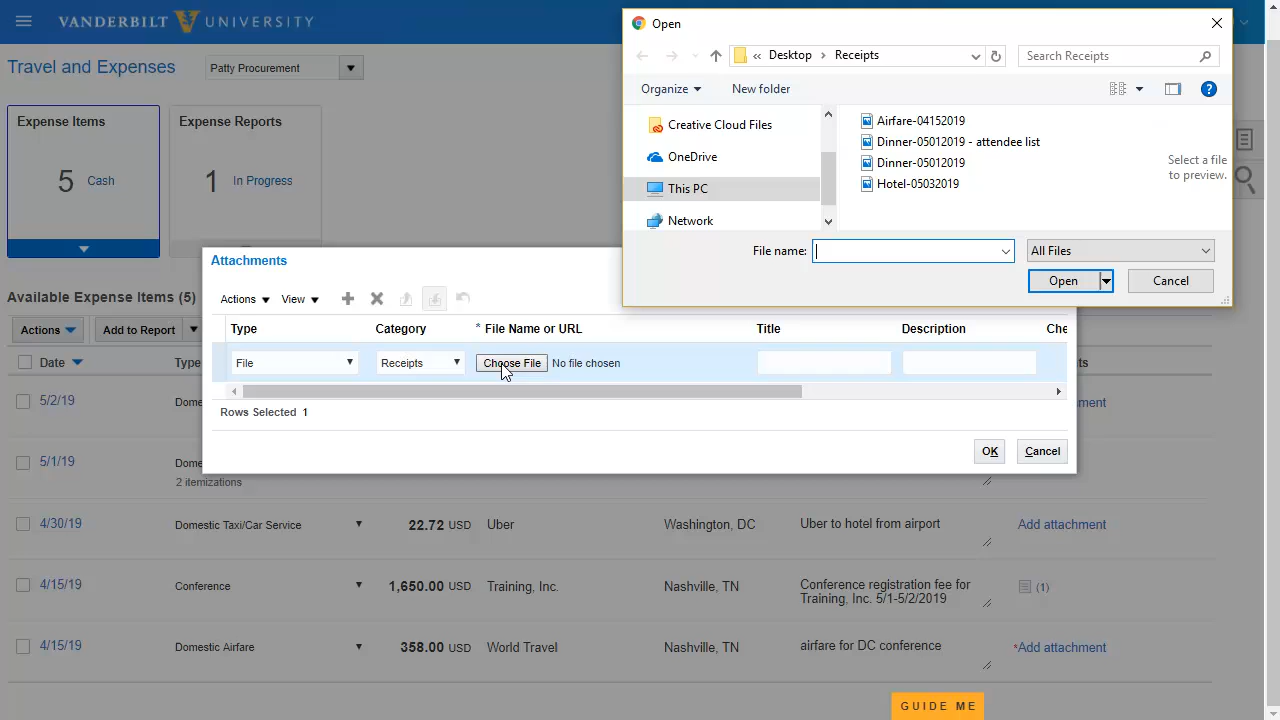 VANDERBILT UNIVERSITY
Travel and Expenses
Patty Procurement
Expense Items
5 Cash
Expense Reports
1 In Progress
Available Expense Items (5)
Actions
Add to Report
Date
Type
5/2/19
Dome
5/1/19
Dome
2 itemizations
4/30/19
Domestic Taxi/Car Service
22.72 USD
Uber
Washington, DC
Uber to hotel from airport
Add attachment
4/15/19
Conference
1,650.00 USD
Training, Inc.
Nashville, TN
Conference registration fee for
Training, Inc. 5/1-5/2/2019
(1)
4/15/19
Domestic Airfare
358.00 USD
World Travel
Nashville, TN
airfare for DC conference
*Add attachment
GUIDE ME
Attachments
Actions
View
Type
Category
* File Name or URL
Title
Description
Che
File
Receipts
Choose File
No file chosen
Rows Selected 1
OK
Cancel
Open
« Desktop › Receipts
Search Receipts
Organize
New folder
Creative Cloud Files
OneDrive
This PC
Network
Airfare-04152019
Dinner-05012019 - attendee list
Dinner-05012019
Hotel-05032019
Select a file
to preview.
File name:
All Files
Open
Cancel